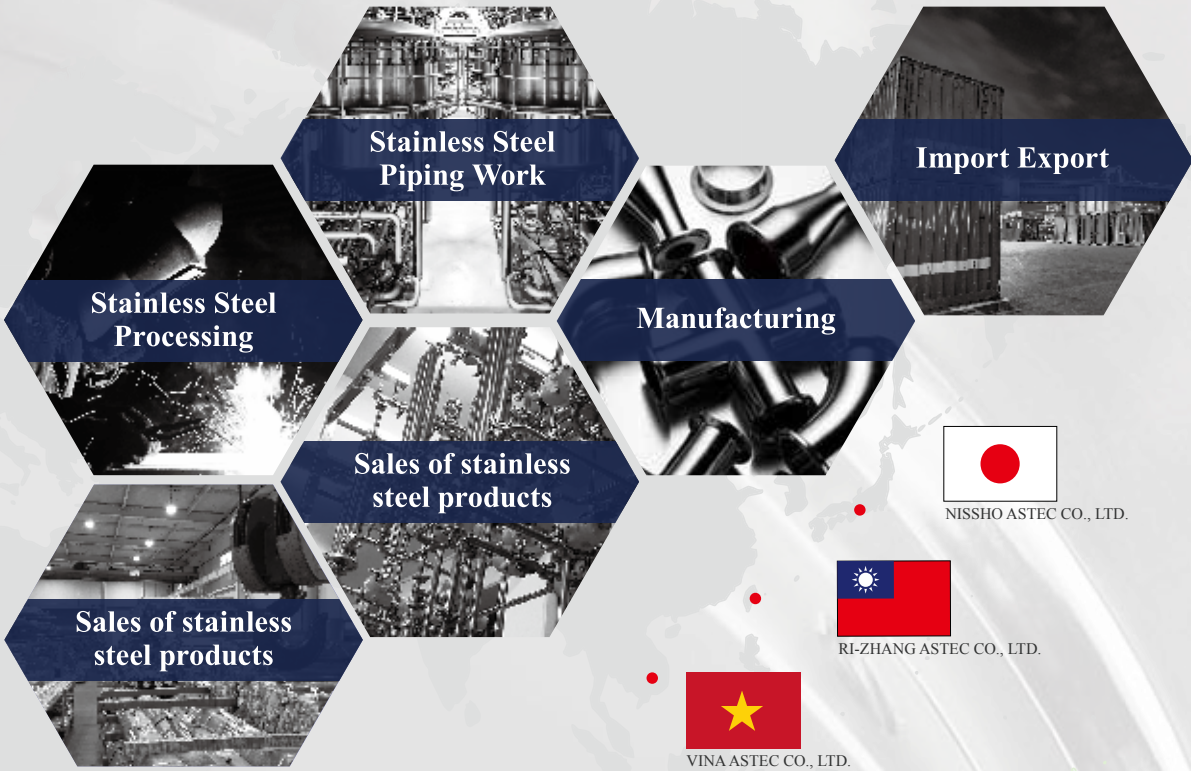 Stainless Steel
Piping Work
Import Export
Stainless Steel
Processing
Manufacturing
Sales of stainless
steel products
NISSHO ASTEC CO., LTD.
Sales of stainless
steel products
RI-ZHANG ASTEC CO., LTD.
VINA ASTEC CO., LTD.